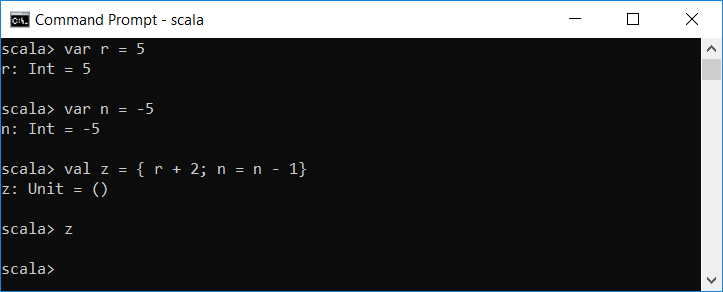 Command Prompt - scala
scala> var r = 5
r: Int = 5
scala> var n = -5
n: Int = -5
scala> val z = { r + 2; n = n - 1}
z: Unit = ()
scala> z
scala>